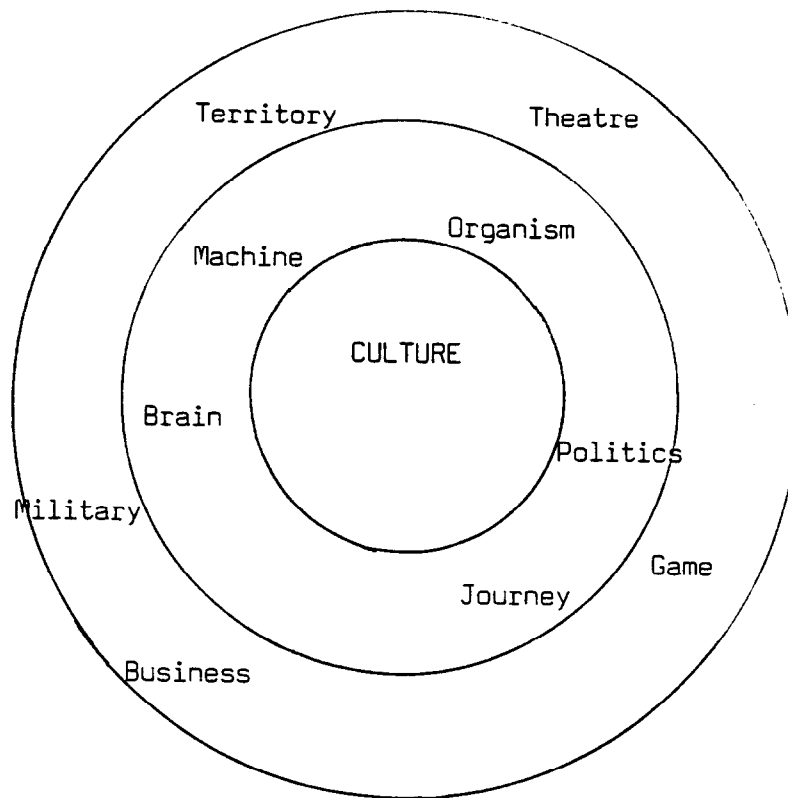 Territory
Theatre
Organism
Machine
CULTURE
Brain
Politics
Military
Game
Journey
Business